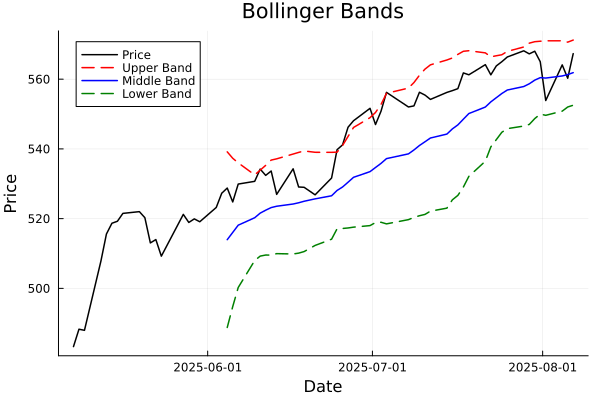 Bollinger Bands
Price
Upper Band
Middle Band
Lower Band
Price
560
540
520
500
2025-06-01
2025-07-01
2025-08-01
Date